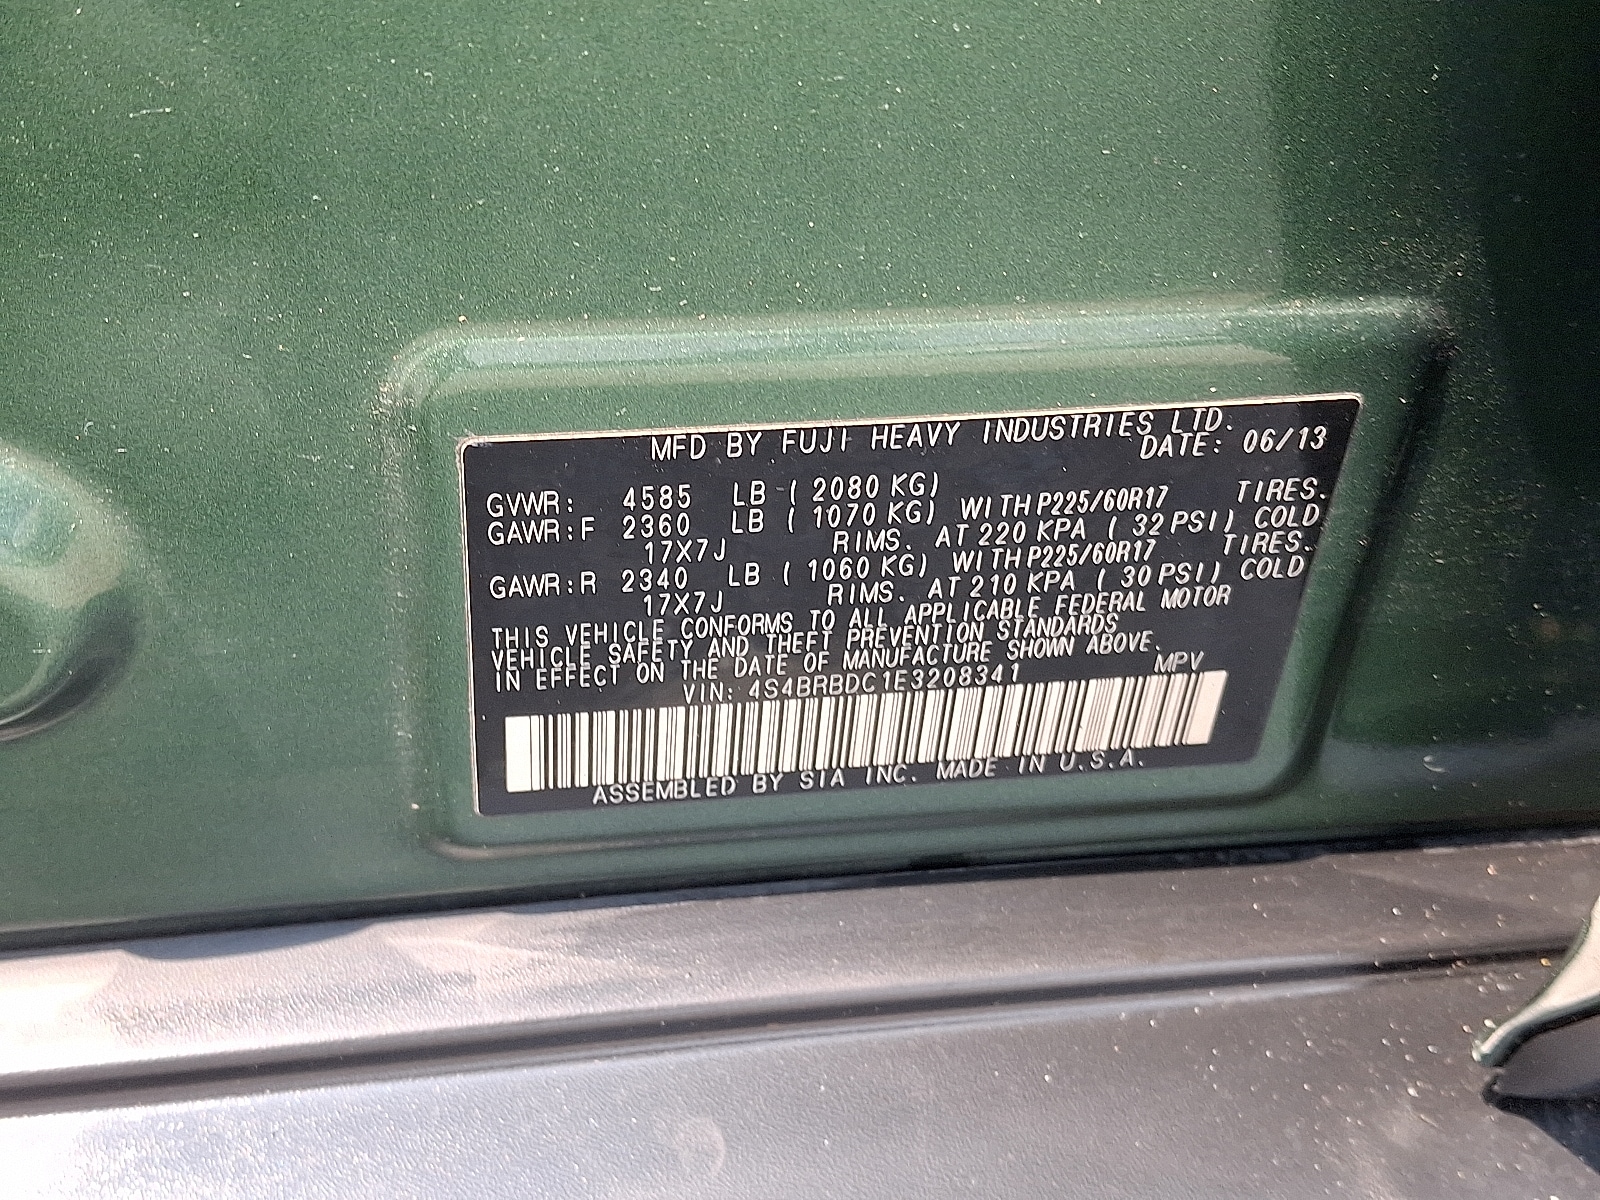 MFD BY FUJI HEAVY INDUSTRIES LTD.
DATE: 06/13
GVWR: 4585 LB ( 2080 KG)
GAWR:F 2360 LB ( 1070 KG) WITH P225/60R17 TIRES.
17X7J RIMS. AT 220 KPA ( 32 PSI) COLD
GAWR:R 2340 LB ( 1060 KG) WITH P225/60R17 TIRES.
17X7J RIMS. AT 210 KPA ( 30 PSI) COLD
THIS VEHICLE CONFORMS TO ALL APPLICABLE FEDERAL MOTOR
VEHICLE SAFETY AND THEFT PREVENTION STANDARDS
IN EFFECT ON THE DATE OF MANUFACTURE SHOWN ABOVE.
VIN: 4S4BRBDC1E3208341 MPV
ASSEMBLED BY SIA INC. MADE IN U.S.A.